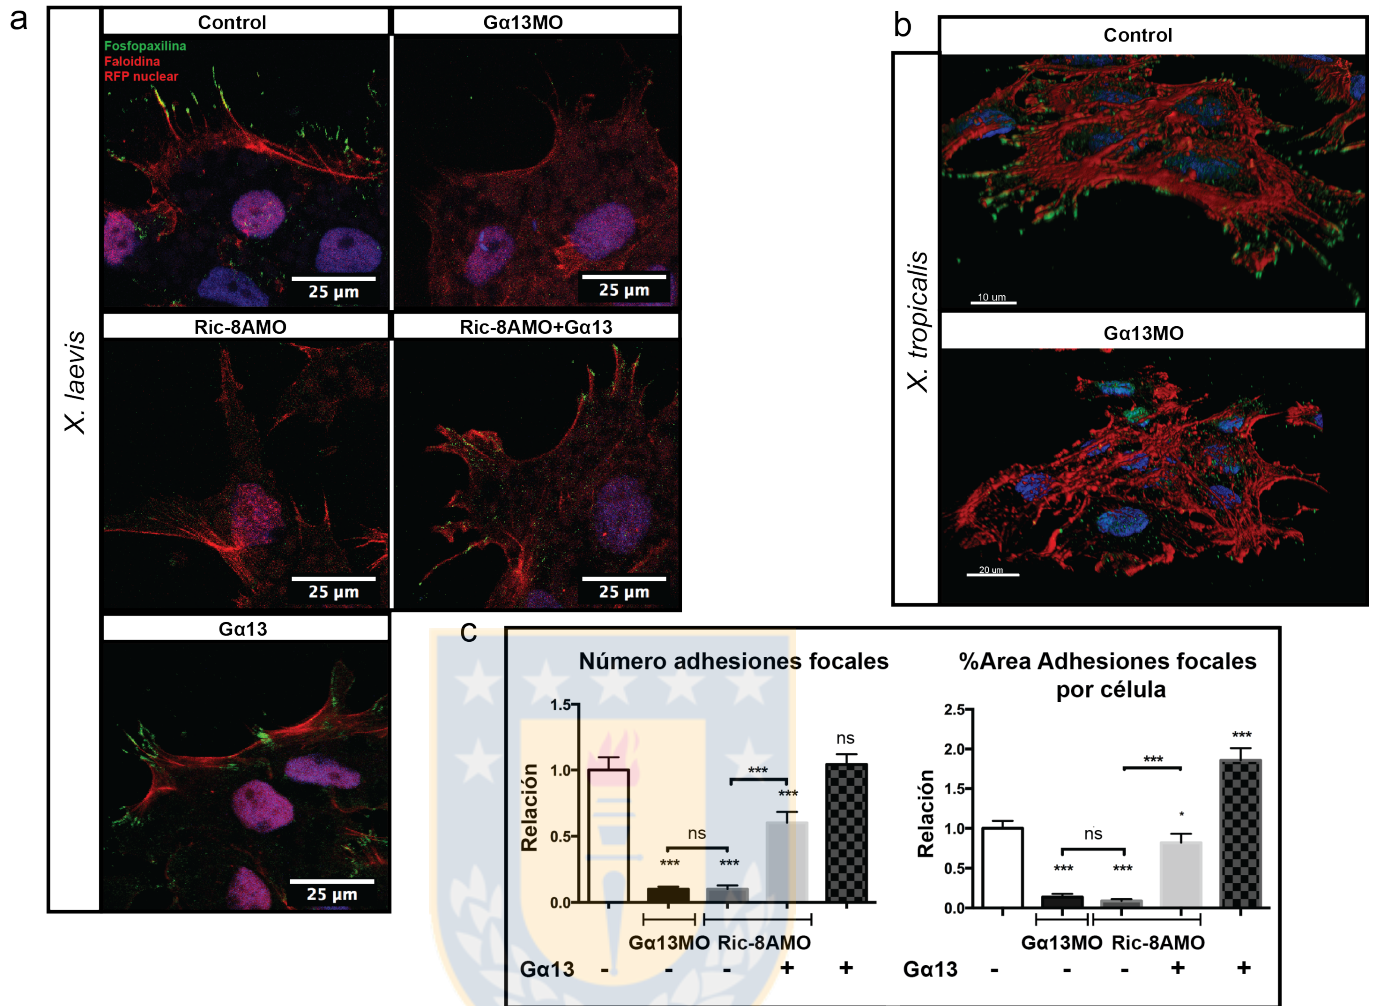 a
X. laevis
Control
Gα13MO
Fosfopaxilina
Faloidina
RFP nuclear
25 µm
25 µm
Ric-8AMO
Ric-8AMO+Gα13
25 µm
25 µm
Gα13
25 µm
b
X. tropicalis
Control
10 um
Gα13MO
20 um
c
Número adhesiones focales
Relación
1.5
1.0
0.5
0.0
ns
***
***
ns
***
***
***
Gα13MO Ric-8AMO
Gα13 - - - + +
%Area Adhesiones focales
por célula
Relación
2.5
2.0
1.5
1.0
0.5
0.0
***
***
*
ns
***
***
Gα13MO Ric-8AMO
Gα13 - - - + +